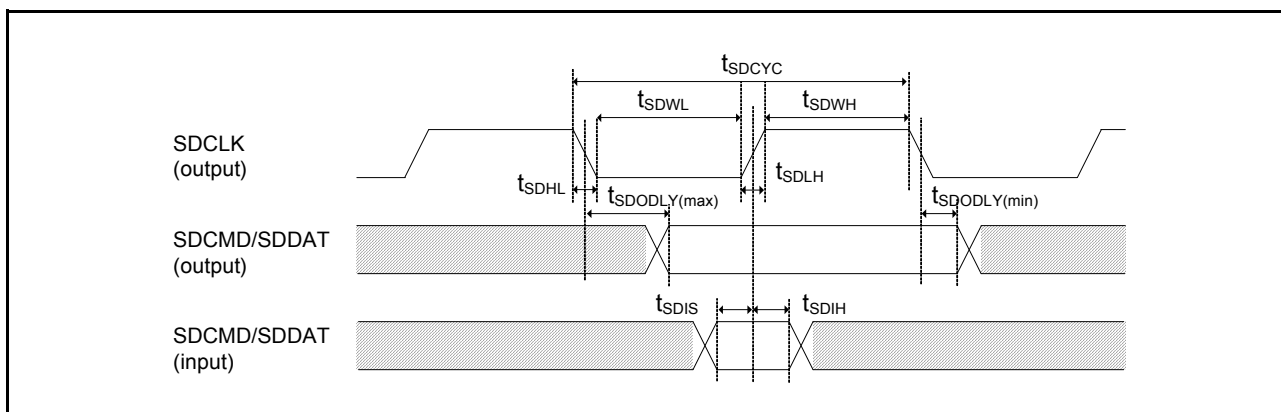 tSDCYC
tSDWL
tSDWH
SDCLK
(output)
tSDHL
tSDLH
tSDODLY(max)
tSDODLY(min)
SDCMD/SDDAT
(output)
tSDIS
tSDIH
SDCMD/SDDAT
(input)